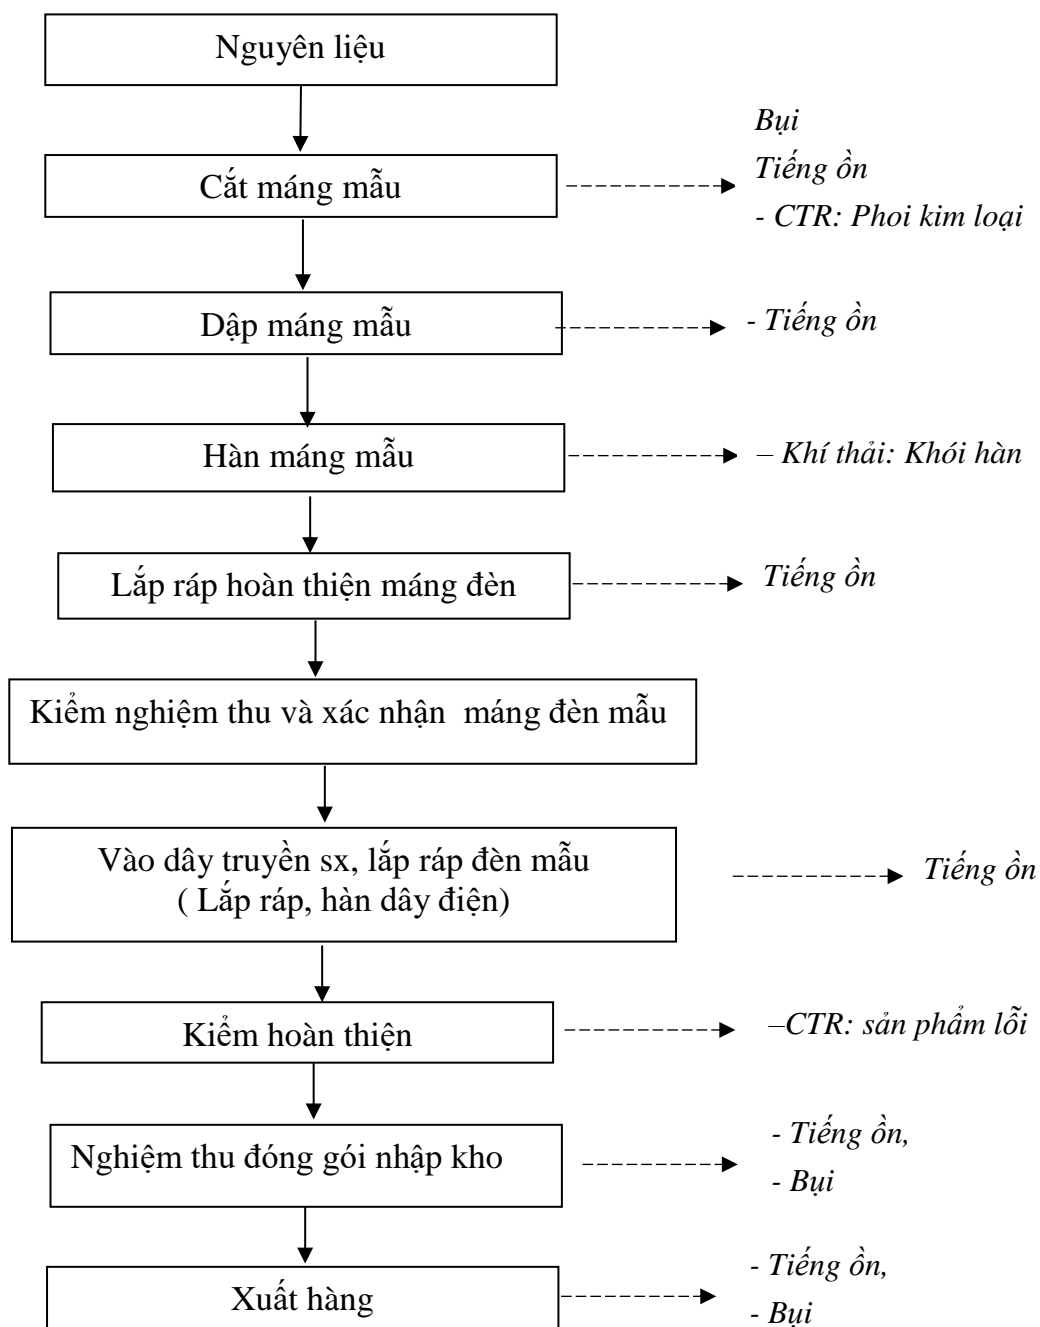 Nguyên liệu
Bụi
Cắt máng mẫu
Tiếng ồn
- CTR: Phoi kim loại
Dập máng mẫu
- Tiếng ồn
Hàn máng mẫu
– Khí thải: Khói hàn
Lắp ráp hoàn thiện máng đèn
Tiếng ồn
Kiểm nghiệm thu và xác nhận máng đèn mẫu
Vào dây truyền sx, lắp ráp đèn mẫu
( Lắp ráp, hàn dây điện)
Tiếng ồn
Kiểm hoàn thiện
–CTR: sản phẩm lỗi
Nghiệm thu đóng gói nhập kho
- Tiếng ồn,
- Bụi
Xuất hàng
- Tiếng ồn,
- Bụi